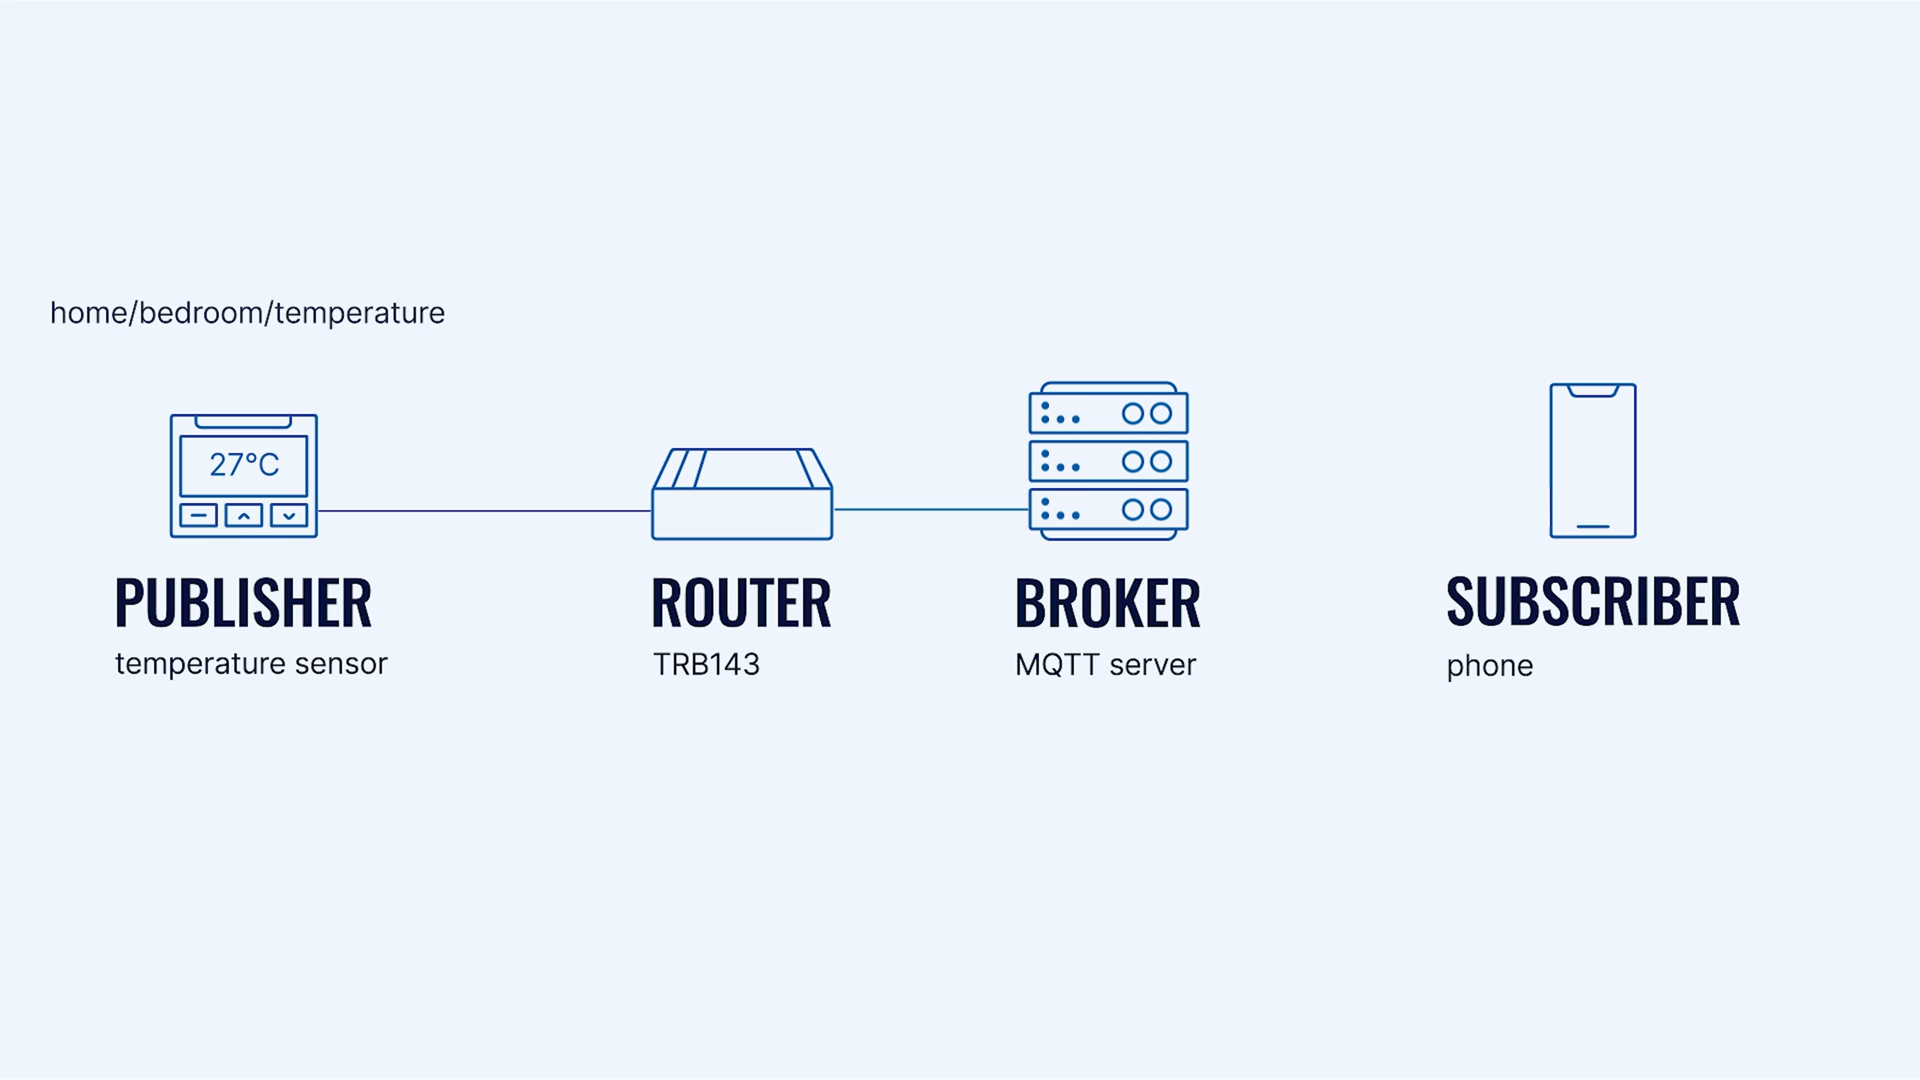 home/bedroom/temperature
27°C
PUBLISHER
temperature sensor
ROUTER
TRB143
BROKER
MQTT server
SUBSCRIBER
phone